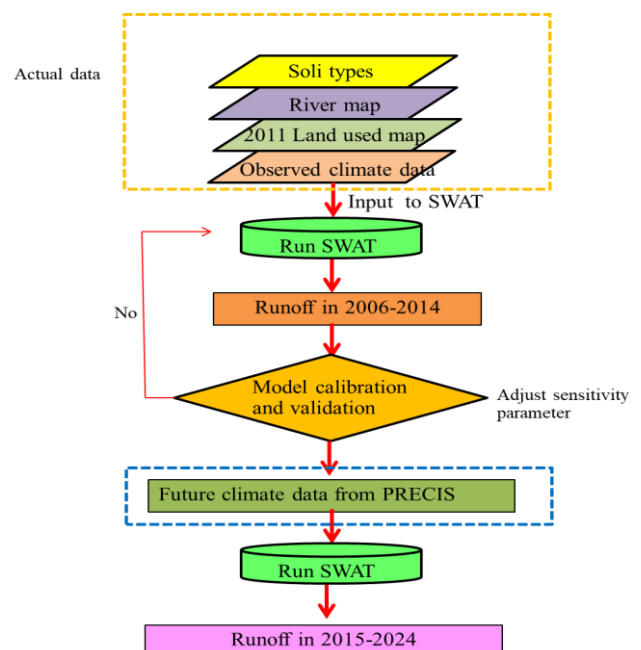 Actual data
Soli types
River map
2011 Land used map
Observed climate data
Input to SWAT
Run SWAT
Runoff in 2006-2014
No
Model calibration
and validation
Adjust sensitivity
parameter
Future climate data from PRECIS
Run SWAT
Runoff in 2015-2024